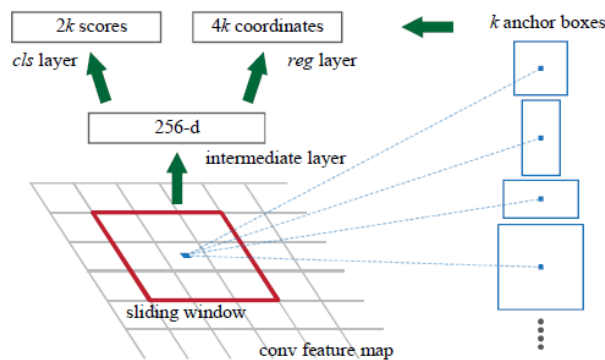 2k scores
4k coordinates
k anchor boxes
cls layer
reg layer
256-d
intermediate layer
sliding window
conv feature map